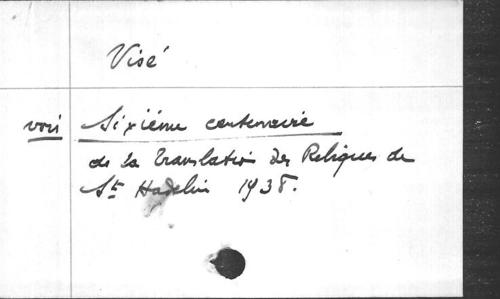 Visé
voir Sixième centenaire
de la Translation des Reliques de
St Hadelin 1938.